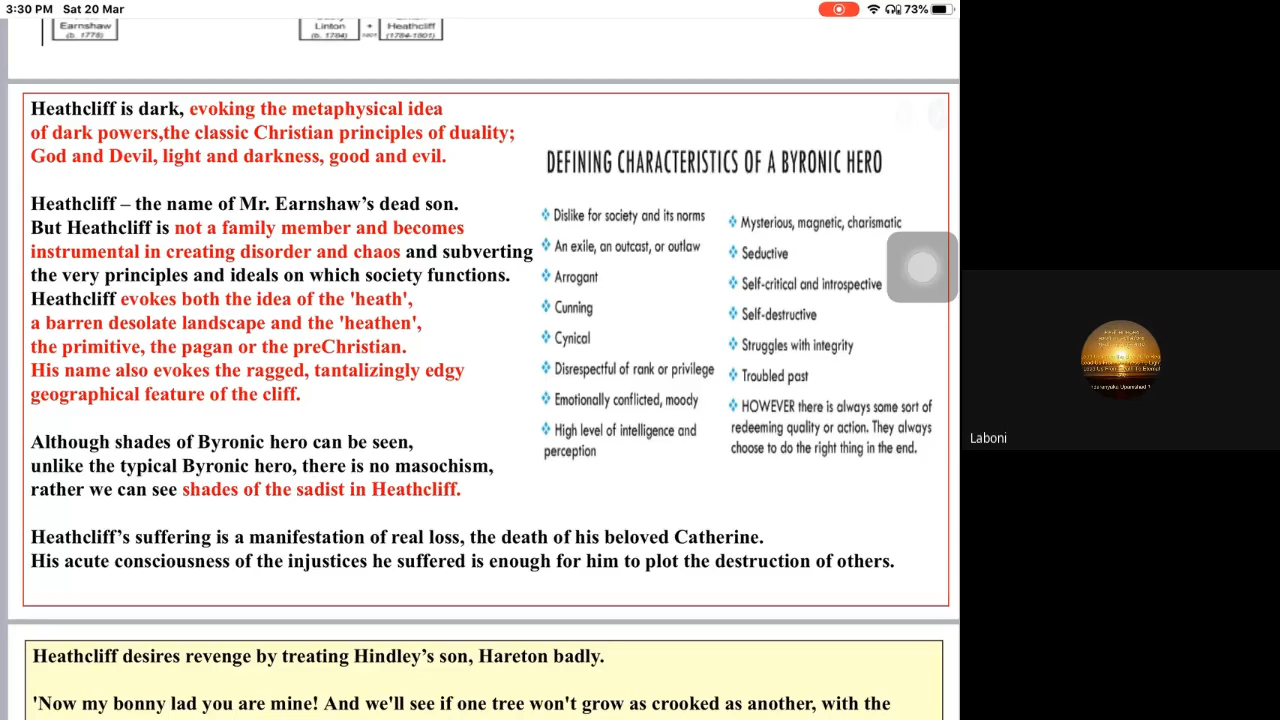 3:30 PM Sat 20 Mar
73%
Earnshaw
(b. 1778)
Linton
(b. 1784)
+
Heathcliff
(1784-1801)
Heathcliff is dark, evoking the metaphysical idea
of dark powers,the classic Christian principles of duality;
God and Devil, light and darkness, good and evil.
Heathcliff – the name of Mr. Earnshaw’s dead son.
But Heathcliff is not a family member and becomes
instrumental in creating disorder and chaos and subverting
the very principles and ideals on which society functions.
Heathcliff evokes both the idea of the 'heath',
a barren desolate landscape and the 'heathen',
the primitive, the pagan or the preChristian.
His name also evokes the ragged, tantalizingly edgy
geographical feature of the cliff.
Although shades of Byronic hero can be seen,
unlike the typical Byronic hero, there is no masochism,
rather we can see shades of the sadist in Heathcliff.
Heathcliff’s suffering is a manifestation of real loss, the death of his beloved Catherine.
His acute consciousness of the injustices he suffered is enough for him to plot the destruction of others.
DEFINING CHARACTERISTICS OF A BYRONIC HERO
Dislike for society and its norms
An exile, an outcast, or outlaw
Arrogant
Cunning
Cynical
Disrespectful of rank or privilege
Emotionally conflicted, moody
High level of intelligence and
perception
Mysterious, magnetic, charismatic
Seductive
Self-critical and introspective
Self-destructive
Struggles with integrity
Troubled past
HOWEVER there is always some sort of
redeeming quality or action. They always
choose to do the right thing in the end.
Heathcliff desires revenge by treating Hindley’s son, Hareton badly.
'Now my bonny lad you are mine! And we'll see if one tree won't grow as crooked as another, with the
Laboni